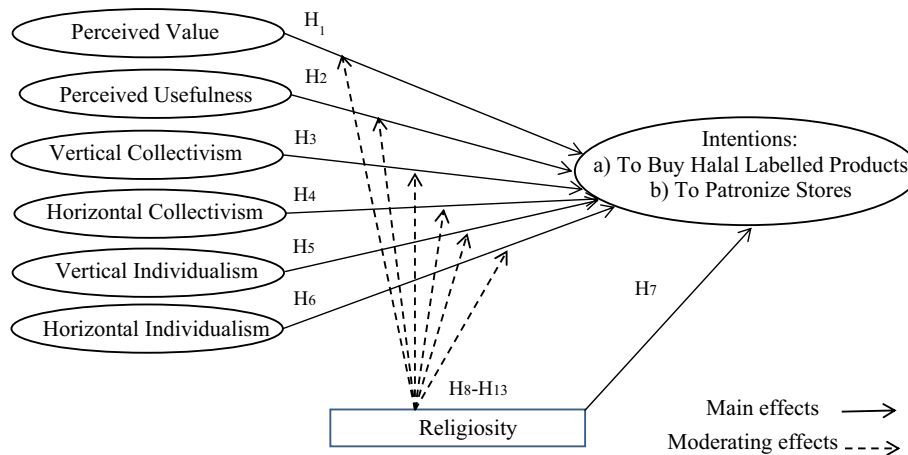 Perceived Value
H1
Perceived Usefulness
H2
Vertical Collectivism
H3
Horizontal Collectivism
H4
Vertical Individualism
H5
Horizontal Individualism
H6
Intentions:
a) To Buy Halal Labelled Products
b) To Patronize Stores
H7
H8-H13
Religiosity
Main effects
Moderating effects